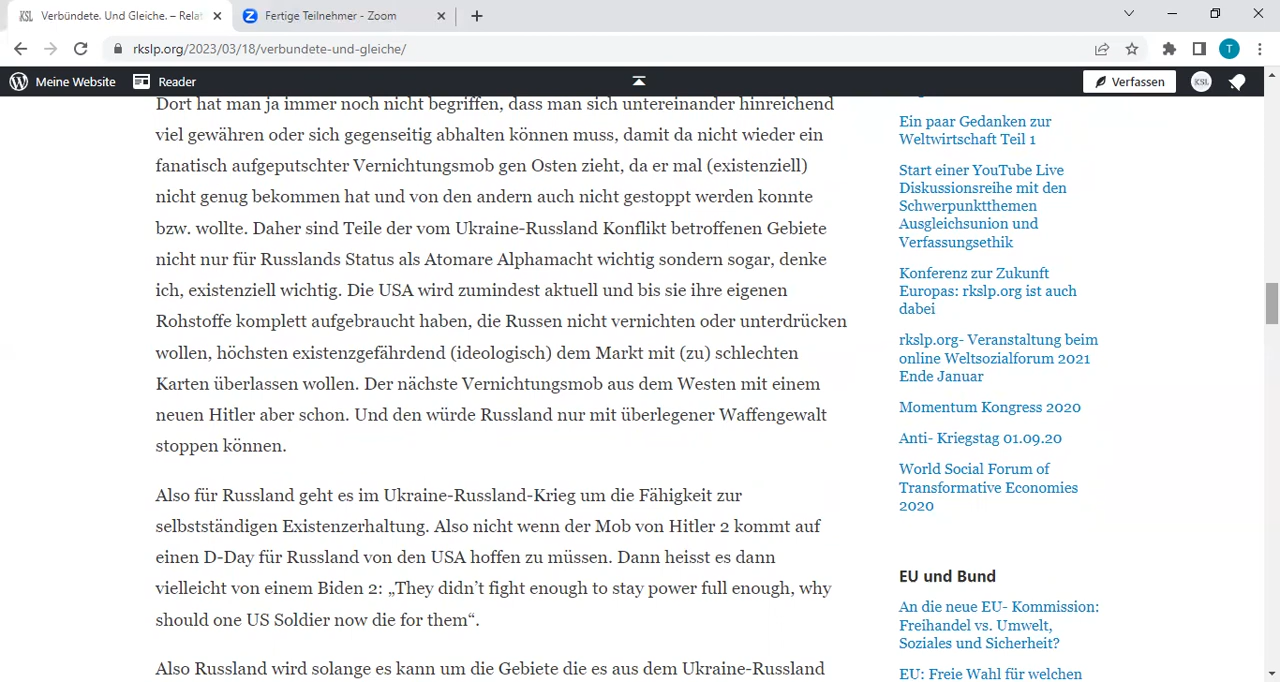 KSL Verbündete. Und Gleiche. – Rela
Fertige Teilnehmer - Zoom
rkslp.org/2023/03/18/verbundete-und-gleiche/
T
Meine Website
Reader
Verfassen
KSL
Dort hat man ja immer noch nicht begriffen, dass man sich untereinander hinreichend
viel gewähren oder sich gegenseitig abhalten können muss, damit da nicht wieder ein
fanatisch aufgeputschter Vernichtungsmob gen Osten zieht, da er mal (existenziell)
nicht genug bekommen hat und von den andern auch nicht gestoppt werden konnte
bzw. wollte. Daher sind Teile der vom Ukraine-Russland Konflikt betroffenen Gebiete
nicht nur für Russlands Status als Atomare Alphamacht wichtig sondern sogar, denke
ich, existenziell wichtig. Die USA wird zumindest aktuell und bis sie ihre eigenen
Rohstoffe komplett aufgebraucht haben, die Russen nicht vernichten oder unterdrücken
wollen, höchsten existenzgefährdend (ideologisch) dem Markt mit (zu) schlechten
Karten überlassen wollen. Der nächste Vernichtungsmob aus dem Westen mit einem
neuen Hitler aber schon. Und den würde Russland nur mit überlegener Waffengewalt
stoppen können.
Also für Russland geht es im Ukraine-Russland-Krieg um die Fähigkeit zur
selbstständigen Existenzerhaltung. Also nicht wenn der Mob von Hitler 2 kommt auf
einen D-Day für Russland von den USA hoffen zu müssen. Dann heisst es dann
vielleicht von einem Biden 2: „They didn't fight enough to stay power full enough, why
should one US Soldier now die for them“.
Also Russland wird solange es kann um die Gebiete die es aus dem Ukraine-Russland
Ein paar Gedanken zur
Weltwirtschaft Teil 1
Start einer YouTube Live
Diskussionsreihe mit den
Schwerpunktthemen
Ausgleichsunion und
Verfassungsethik
Konferenz zur Zukunft
Europas: rkslp.org ist auch
dabei
rkslp.org- Veranstaltung beim
online Weltsozialforum 2021
Ende Januar
Momentum Kongress 2020
Anti- Kriegstag 01.09.20
World Social Forum of
Transformative Economies
2020
EU und Bund
An die neue EU- Kommission:
Freihandel vs. Umwelt,
Soziales und Sicherheit?
EU: Freie Wahl für welchen